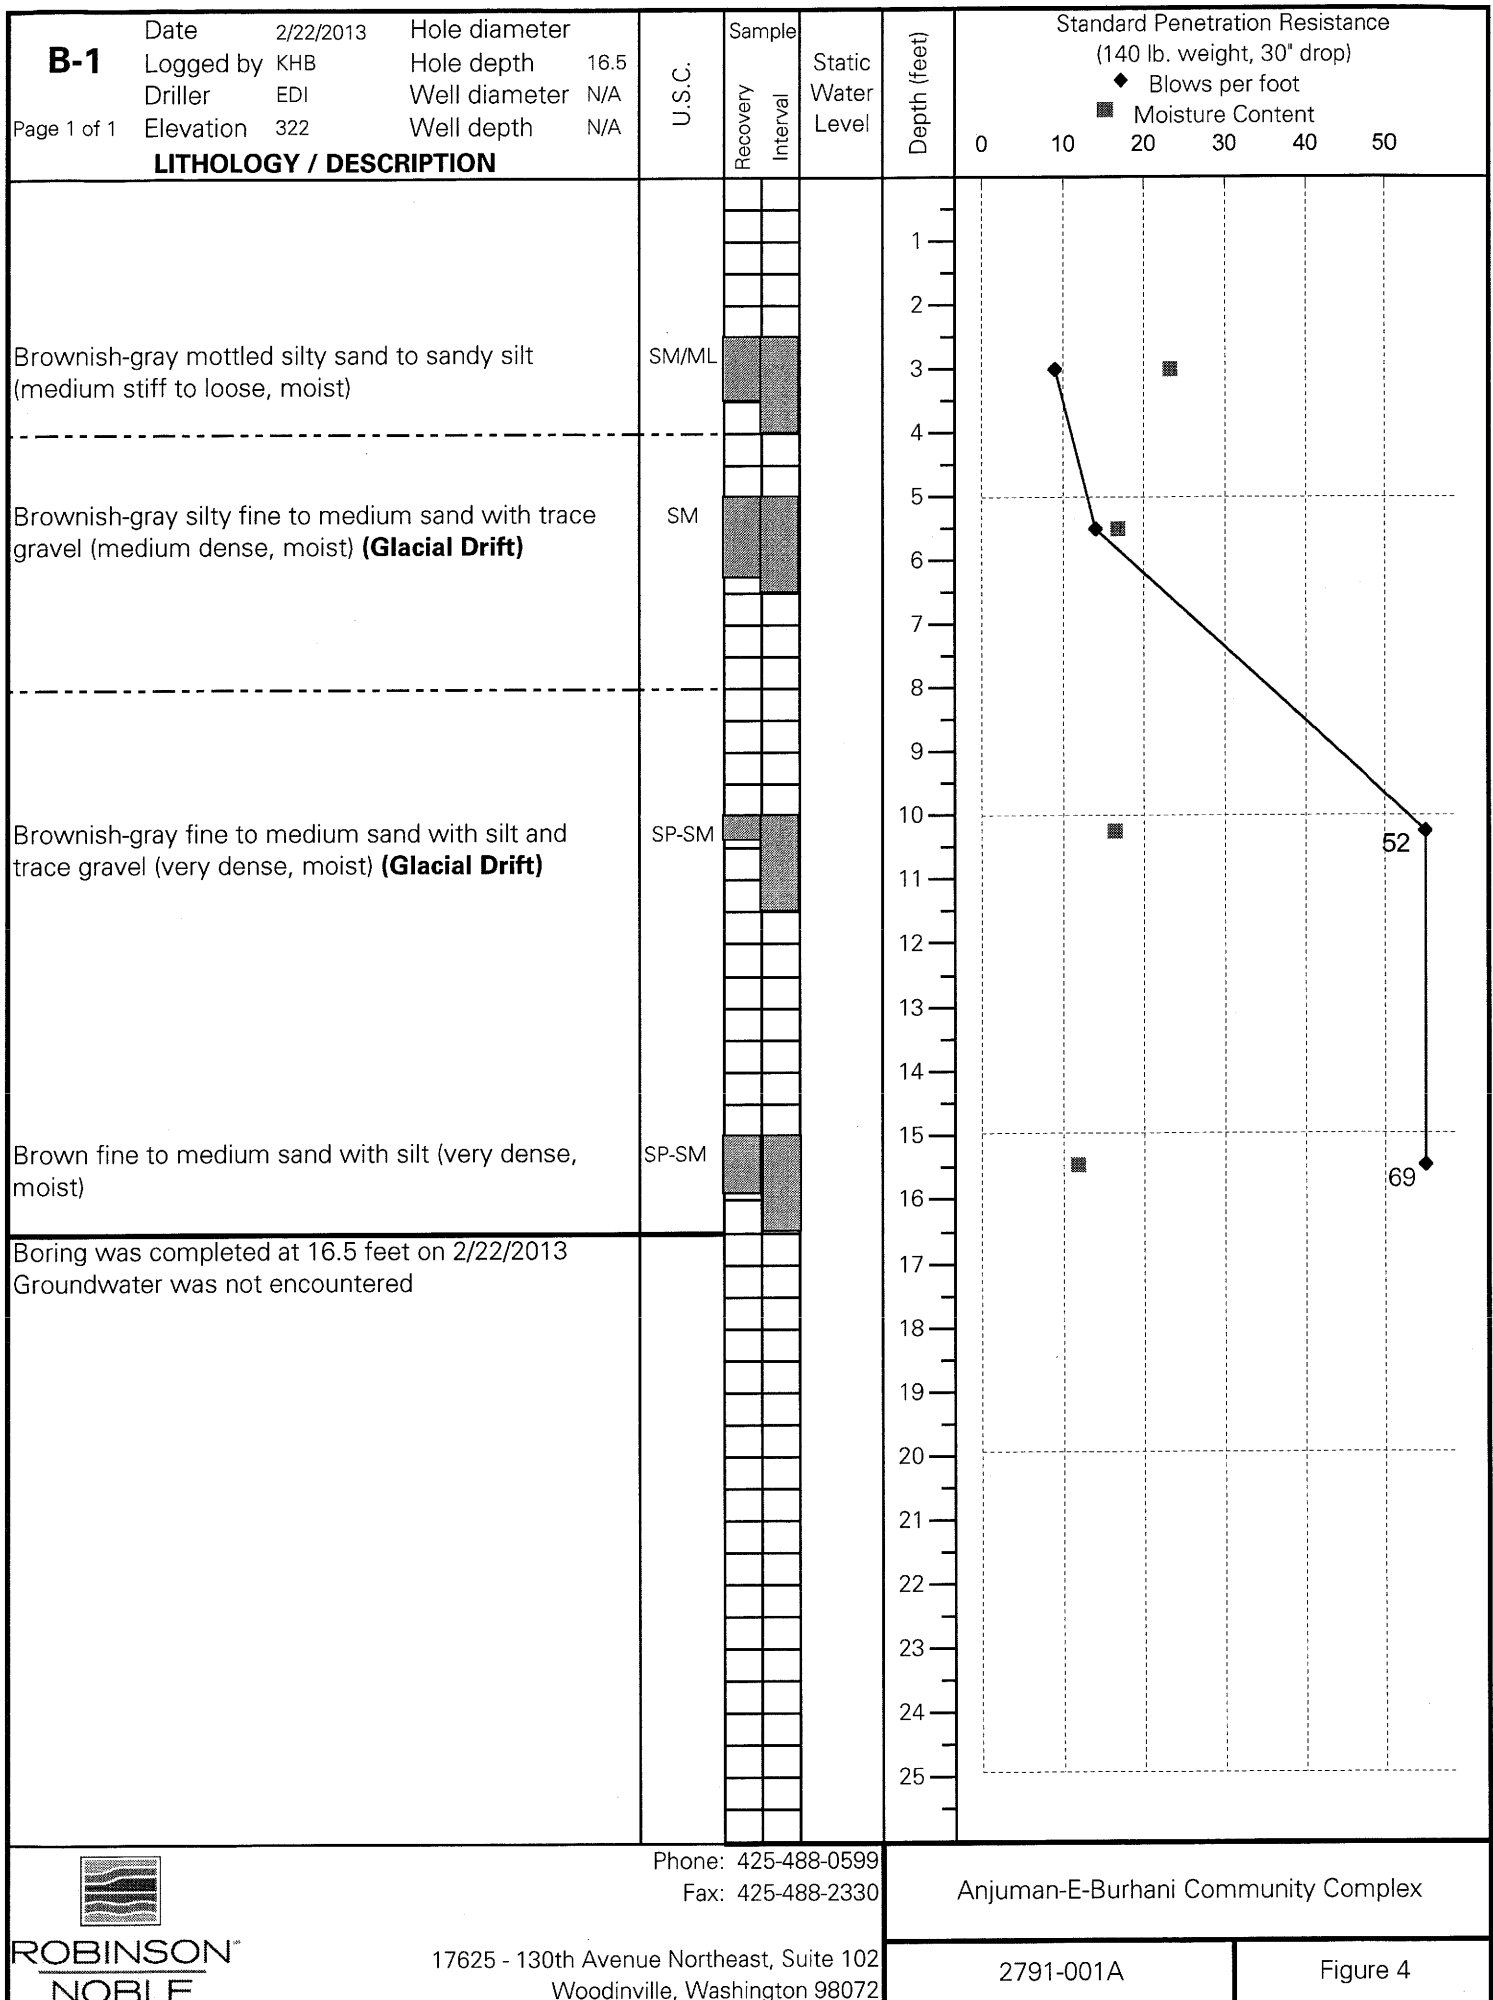 B-1
Page 1 of 1
Date 2/22/2013 Hole diameter
Logged by KHB Hole depth 16.5
Driller EDI Well diameter N/A
Elevation 322 Well depth N/A
LITHOLOGY / DESCRIPTION
U.S.C.
Sample
Recovery
Interval
Static
Water
Level
Depth (feet)
Standard Penetration Resistance
(140 lb. weight, 30" drop)
◆ Blows per foot
■ Moisture Content
0 10 20 30 40 50
1
2
Brownish-gray mottled silty sand to sandy silt SM/ML 3
(medium stiff to loose, moist)
4
5
Brownish-gray silty fine to medium sand with trace SM
gravel (medium dense, moist) (Glacial Drift)
6
7
8
9
10
Brownish-gray fine to medium sand with silt and SP-SM 52
trace gravel (very dense, moist) (Glacial Drift)
11
12
13
14
15
Brown fine to medium sand with silt (very dense, SP-SM 69
moist)
16
Boring was completed at 16.5 feet on 2/22/2013
17
Groundwater was not encountered
18
19
20
21
22
23
24
25
Phone: 425-488-0599
Fax: 425-488-2330
ROBINSON
NOBLE
17625 - 130th Avenue Northeast, Suite 102
Woodinville, Washington 98072
Anjuman-E-Burhani Community Complex
2791-001A
Figure 4